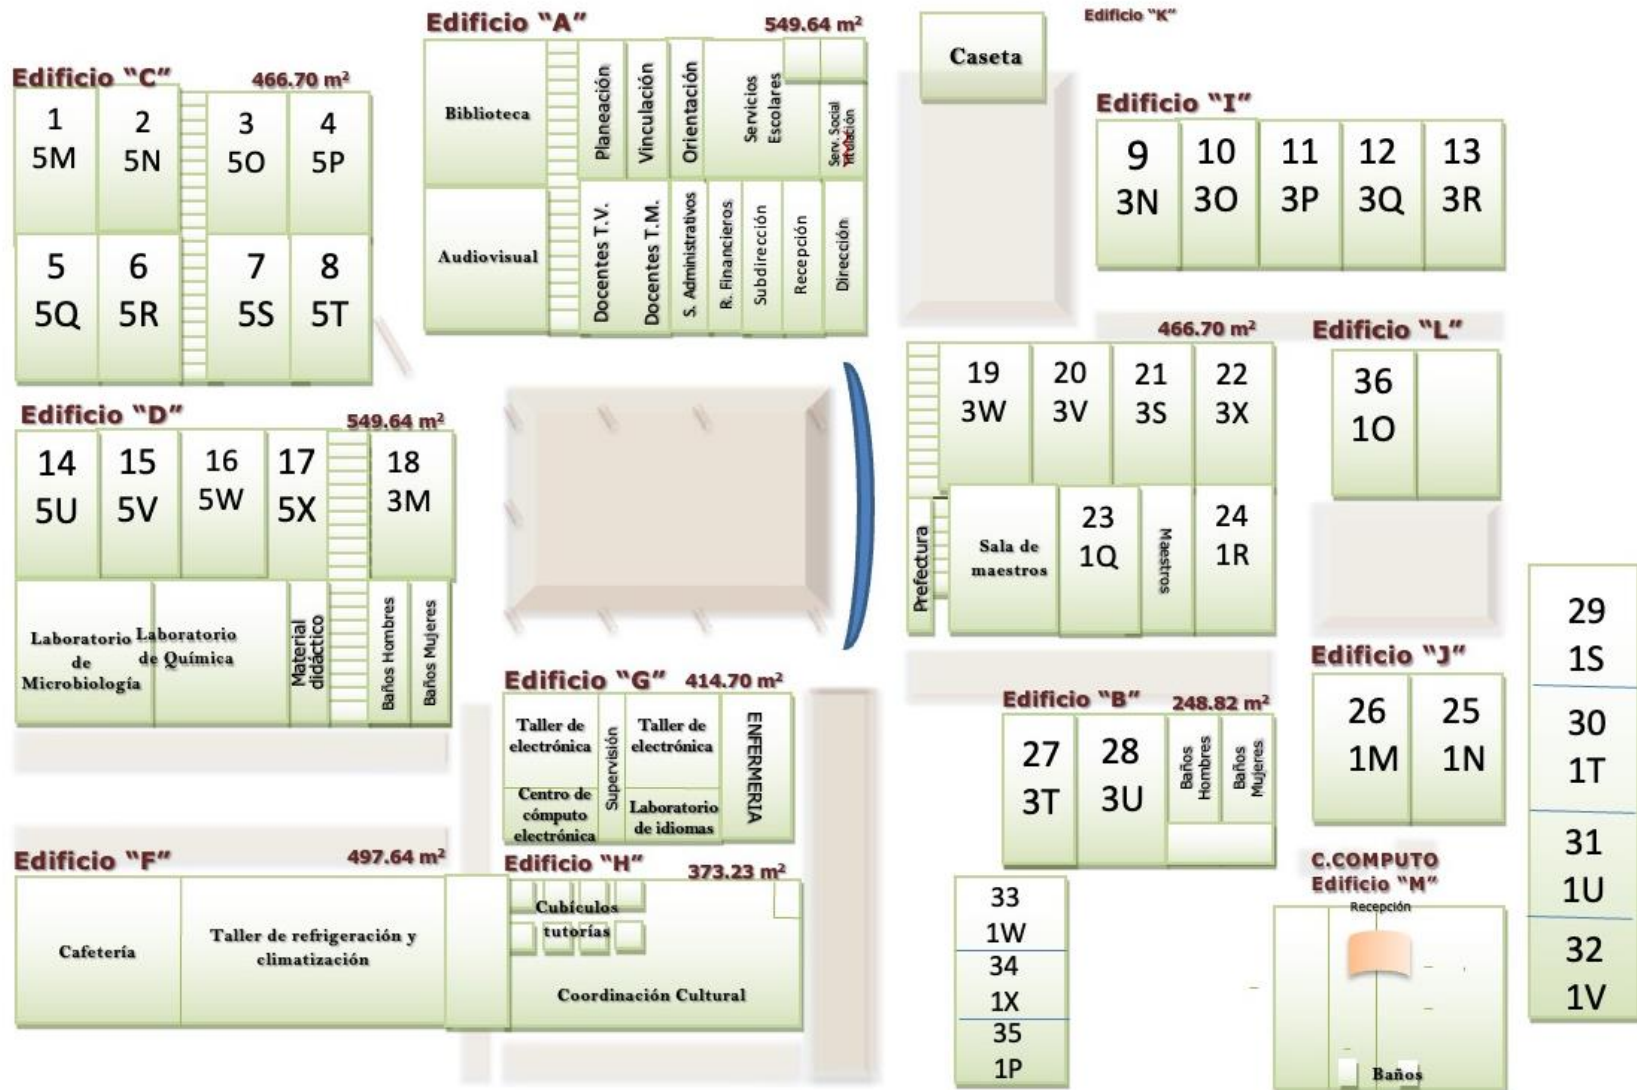 Edificio “A”
549.64 m²
Biblioteca
Planeación
Vinculación
Orientación
Servicios
Escolares
Serv. Social
Titulación
Audiovisual
Docentes T.V.
Docentes T.M.
S. Administrativos
R. Financieros
Subdirección
Recepción
Dirección
Edificio “K”
Caseta
Edificio “C”
466.70 m²
1
5M
2
5N
3
5O
4
5P
5
5Q
6
5R
7
5S
8
5T
Edificio “I”
9
3N
10
3O
11
3P
12
3Q
13
3R
Edificio “D”
549.64 m²
14
5U
15
5V
16
5W
17
5X
18
3M
Laboratorio
de
Microbiología
Laboratorio
de Química
Material
didáctico
Baños Hombres
Baños Mujeres
466.70 m²
19
3W
20
3V
21
3S
22
3X
Prefectura
Sala de
maestros
23
1Q
Maestros
24
1R
Edificio “L”
36
1O
Edificio “G”
414.70 m²
Taller de
electrónica
Supervisión
Taller de
electrónica
ENFERMERIA
Centro de
cómputo
electrónica
Laboratorio
de idiomas
Edificio “B”
248.82 m²
27
3T
28
3U
Baños
Hombres
Baños
Mujeres
Edificio “J”
26
1M
25
1N
29
1S
30
1T
31
1U
32
1V
Edificio “F”
497.64 m²
Cafetería
Taller de refrigeración y
climatización
Edificio “H”
373.23 m²
Cubículos
tutorías
Coordinación Cultural
33
1W
34
1X
35
1P
C.COMPUTO
Edificio “M”
Recepción
Baños